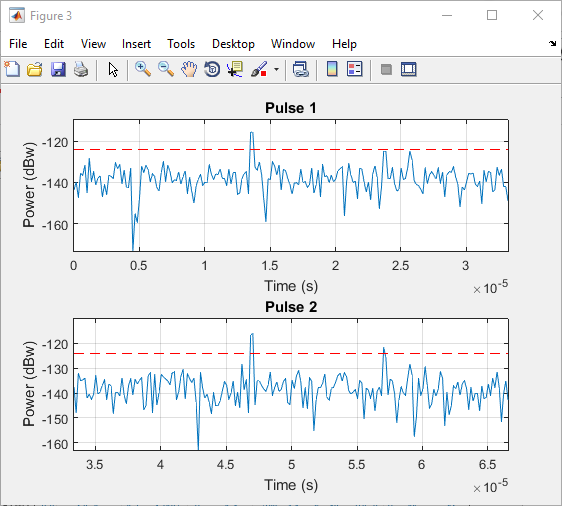 Figure 3
File Edit View Insert Tools Desktop Window Help
Pulse 1
Power (dBw)
-120
-140
-160
0 0.5 1 1.5 2 2.5 3
Time (s)
×10-5
Pulse 2
Power (dBw)
-120
-130
-140
-150
-160
3.5 4 4.5 5 5.5 6 6.5
Time (s)
×10-5